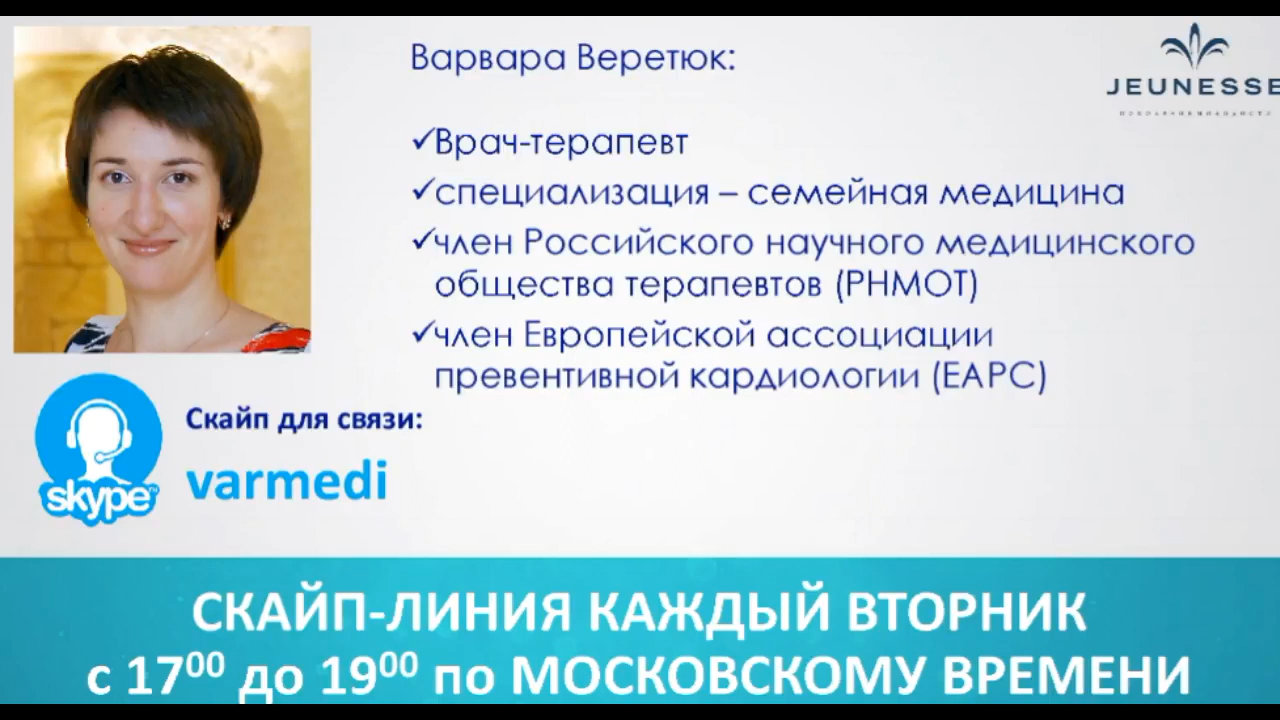 Варвара Веретюк:
JEUNESSE
Врач-терапевт
специализация – семейная медицина
член Российского научного медицинского
общества терапевтов (РНМОТ)
член Европейской ассоциации
превентивной кардиологии (EAPC)
Скайп для связи:
skype
varmedi
СКАЙП-ЛИНИЯ КАЖДЫЙ ВТОРНИК
с 17⁰⁰ до 19⁰⁰ по МОСКОВСКОМУ ВРЕМЕНИ